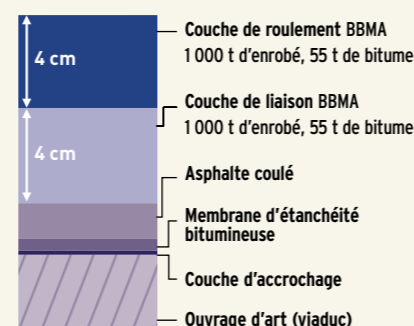 4 cm
Couche de roulement BBMA
1 000 t d'enrobé, 55 t de bitume
4 cm
Couche de liaison BBMA
1 000 t d'enrobé, 55 t de bitume
Asphalte coulé
Membrane d'étanchéité
bitumineuse
Couche d'accrochage
Ouvrage d'art (viaduc)